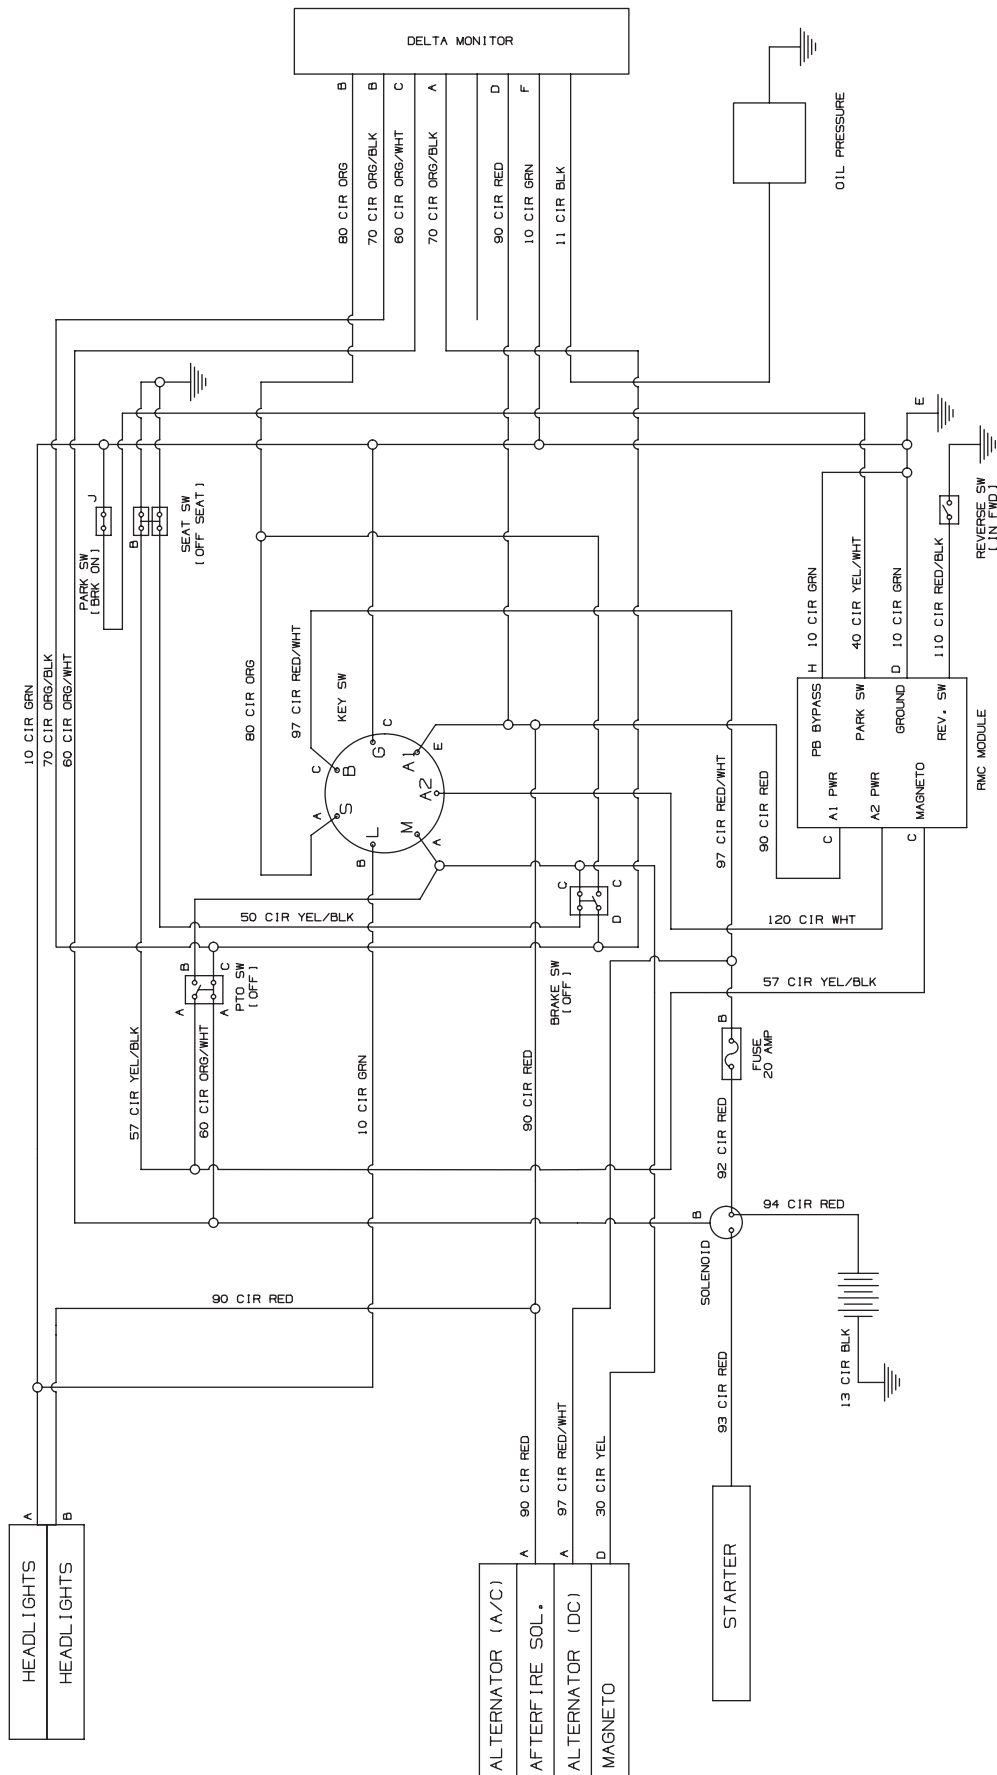 DELTA MONITOR
B
B
C
A
D
F
80 CIR ORG
70 CIR ORG/BLK
60 CIR ORG/WHT
70 CIR ORG/BLK
90 CIR RED
10 CIR GRN
11 CIR BLK
OIL PRESSURE
E
J
B
PARK SW
[BRK ON]
SEAT SW
[OFF SEAT]
REVERSE SW
[IN FWD]
10 CIR GRN
70 CIR ORG/BLK
60 CIR ORG/WHT
80 CIR ORG
97 CIR RED/WHT
KEY SW
H
10 CIR GRN
40 CIR YEL/WHT
D
10 CIR GRN
110 CIR RED/BLK
PB BYPASS
PARK SW
GROUND
REV. SW
A1 PWR
A2 PWR
MAGNETO
RMC MODULE
C
C
A
C
B
S
L
G
A1
A2
M
E
B
A
97 CIR RED/WHT
90 CIR RED
C
C
D
50 CIR YEL/BLK
120 CIR WHT
B
C
A
A
PTO SW
[OFF]
BRAKE SW
[OFF]
57 CIR YEL/BLK
57 CIR YEL/BLK
60 CIR ORG/WHT
10 CIR GRN
90 CIR RED
B
FUSE
20 AMP
92 CIR RED
B
SOLENOID
94 CIR RED
90 CIR RED
13 CIR BLK
93 CIR RED
90 CIR RED
97 CIR RED/WHT
30 CIR YEL
A
B
HEADLIGHTS
HEADLIGHTS
A
A
D
ALTERNATOR (A/C)
AFTERFIRE SOL.
ALTERNATOR (DC)
MAGNETO
STARTER